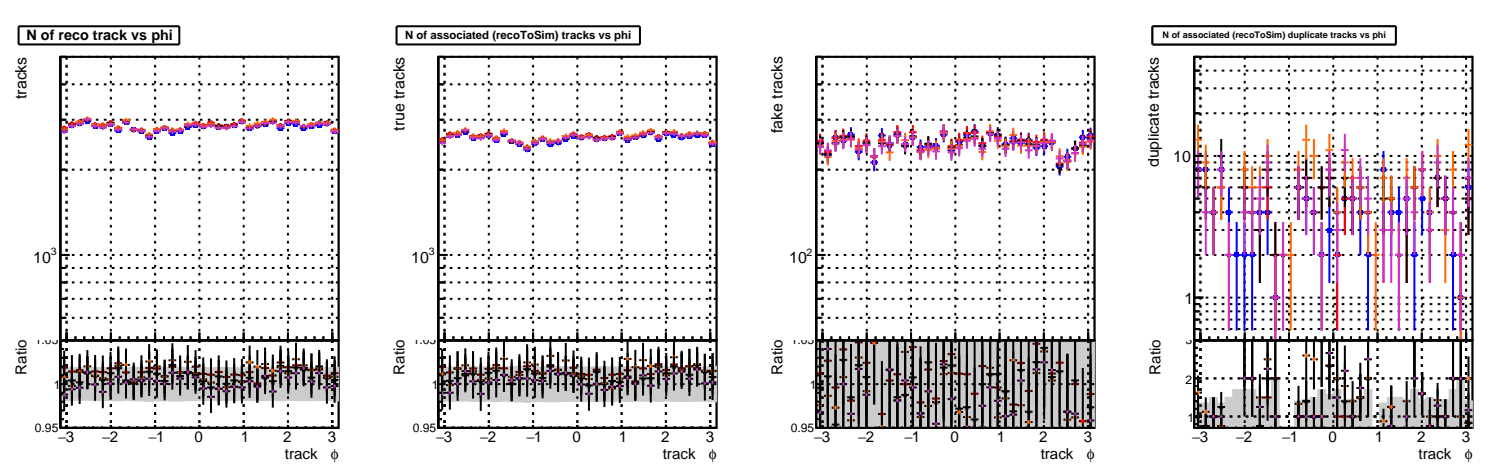 N of reco track vs phi
tracks
10³
Ratio
1.05
1
0.95
−3 −2 −1 0 1 2 3
track ϕ
N of associated (recoToSim) tracks vs phi
true tracks
10³
Ratio
1.05
1
0.95
−3 −2 −1 0 1 2 3
track ϕ
fake tracks
10²
Ratio
1.05
1
0.95
−3 −2 −1 0 1 2 3
track ϕ
N of associated (recoToSim) duplicate tracks vs phi
duplicate tracks
10
1
Ratio
3
2
1
−3 −2 −1 0 1 2 3
track ϕ